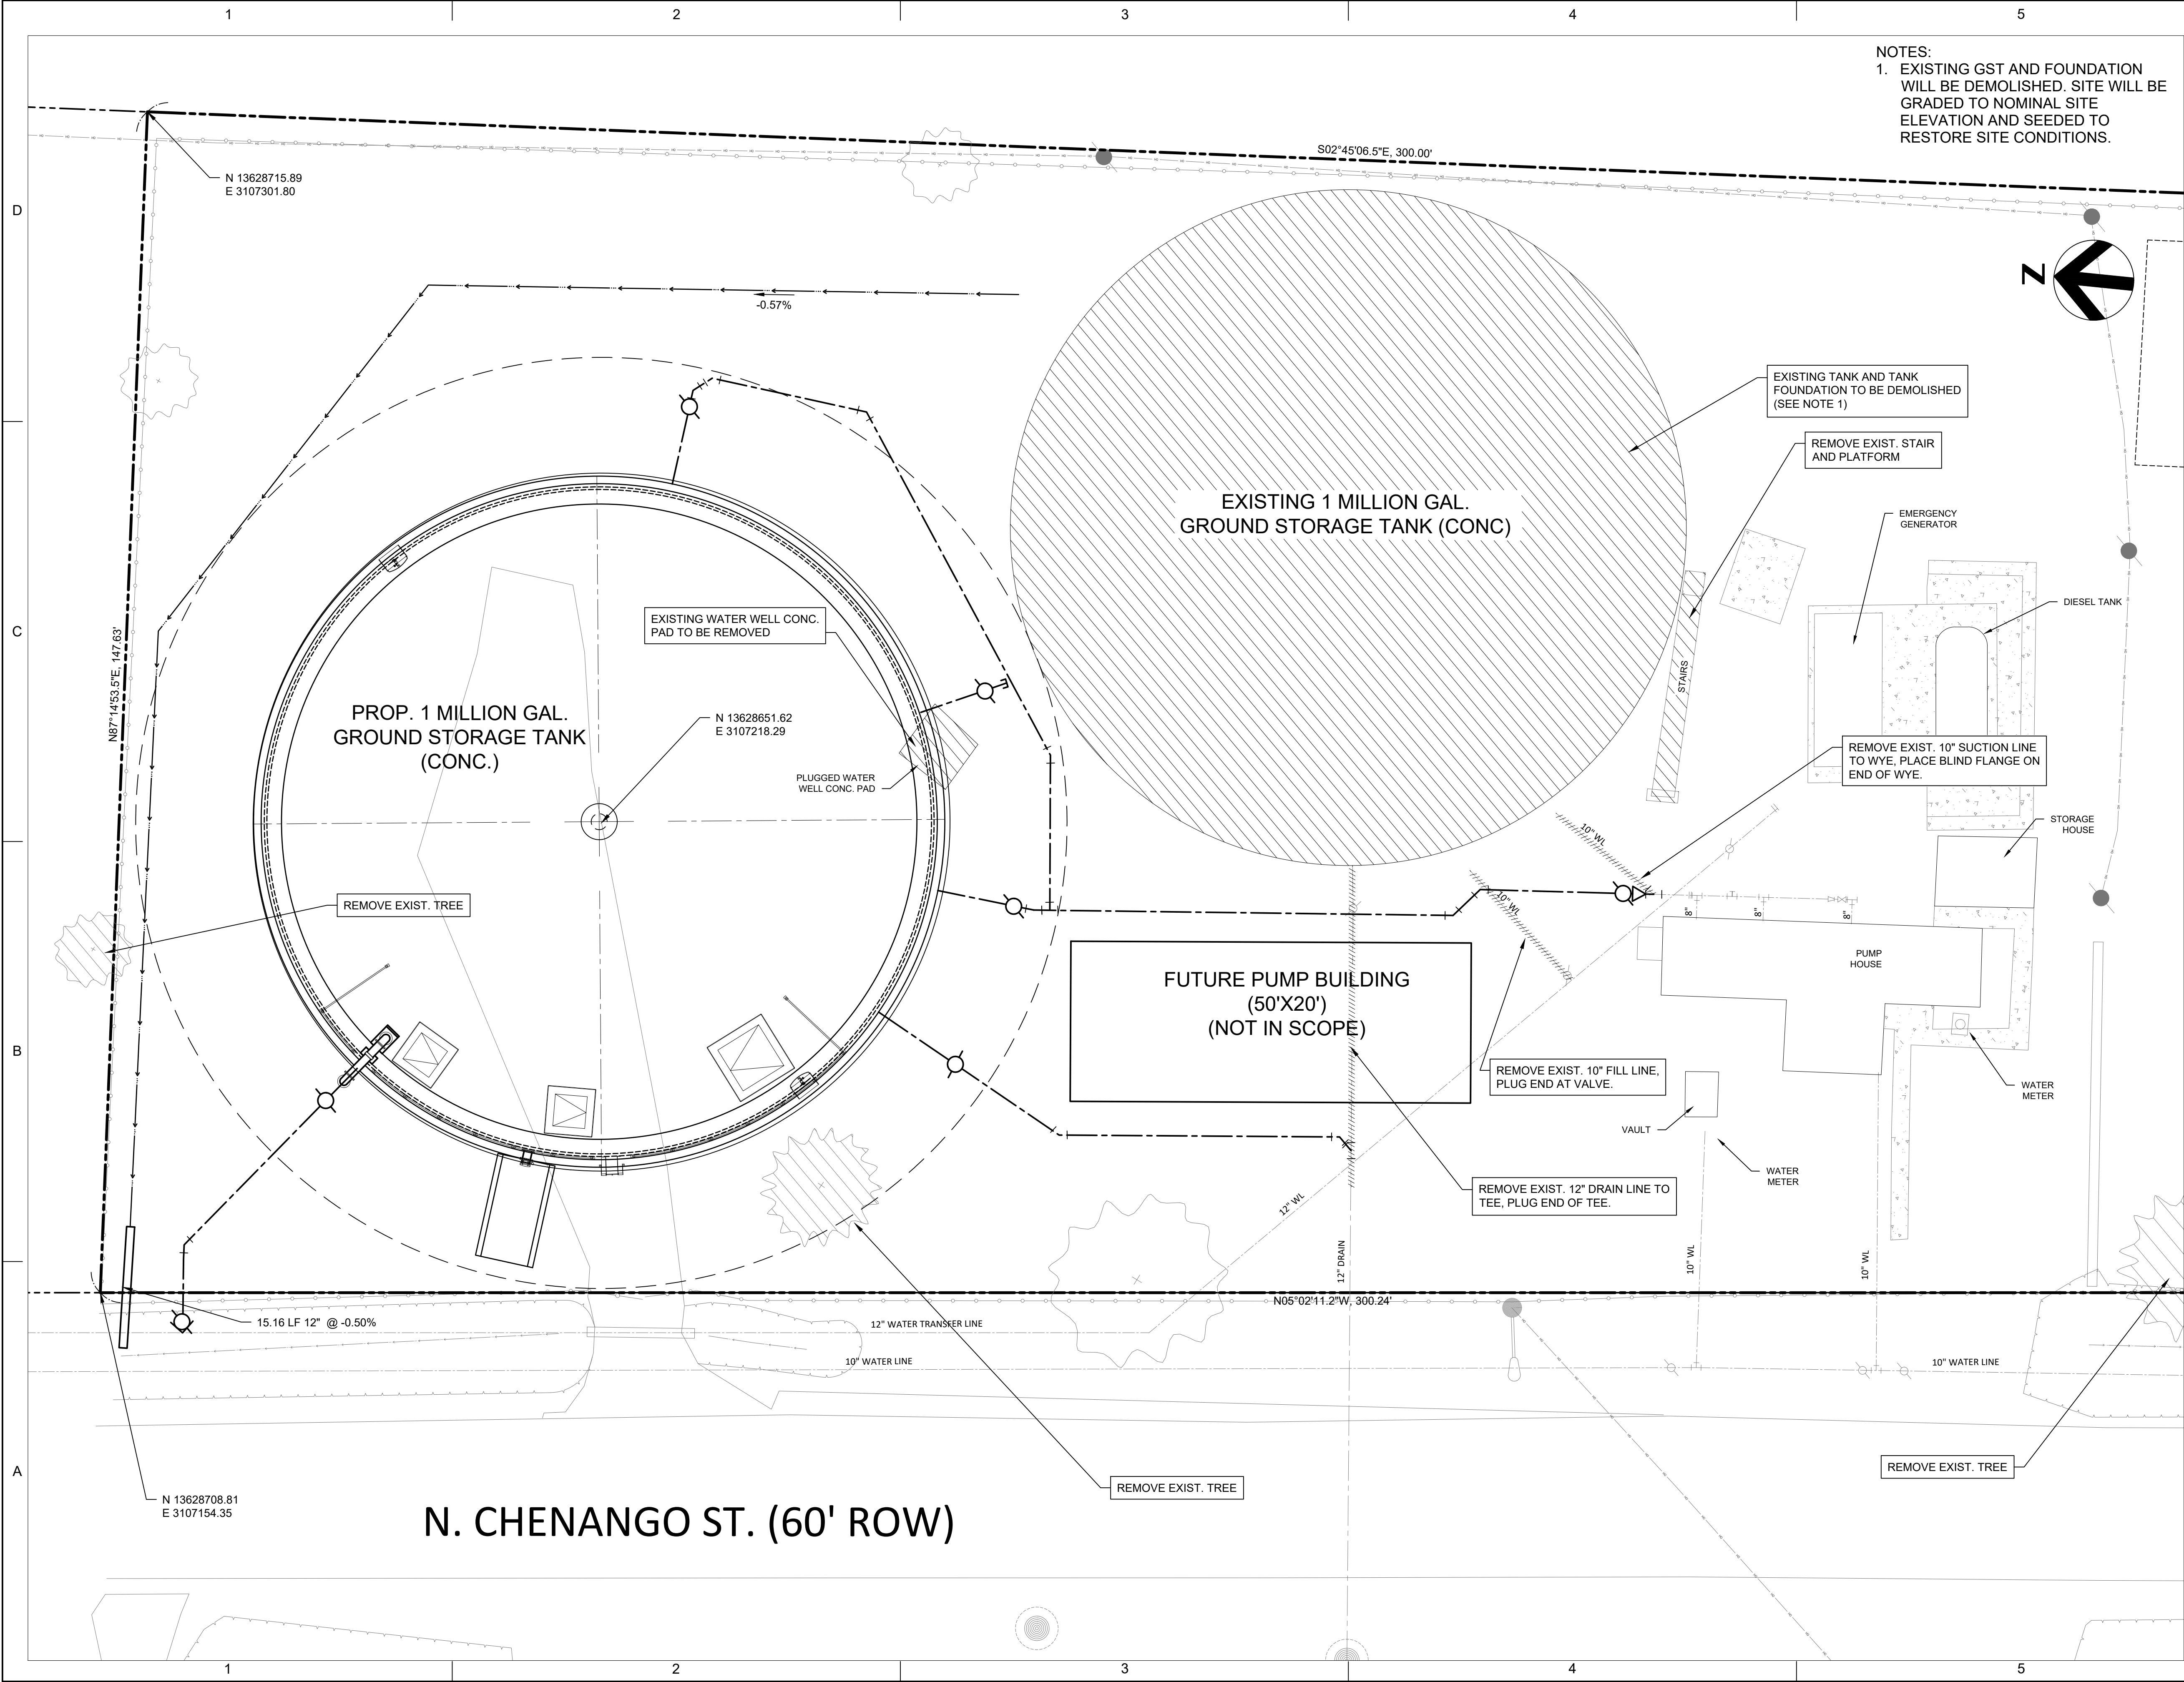 1
2
3
4
5
NOTES:
1. EXISTING GST AND FOUNDATION
WILL BE DEMOLISHED. SITE WILL BE
GRADED TO NOMINAL SITE
ELEVATION AND SEEDED TO
RESTORE SITE CONDITIONS.
S02°45'06.5"E, 300.00'
N 13628715.89
E 3107301.80
D
N
-0.57%
EXISTING TANK AND TANK
FOUNDATION TO BE DEMOLISHED
(SEE NOTE 1)
REMOVE EXIST. STAIR
AND PLATFORM
EXISTING 1 MILLION GAL.
GROUND STORAGE TANK (CONC)
EMERGENCY
GENERATOR
DIESEL TANK
C
EXISTING WATER WELL CONC.
PAD TO BE REMOVED
N87°14'53.5"E, 147.63'
STAIRS
PROP. 1 MILLION GAL.
GROUND STORAGE TANK
(CONC.)
N 13628651.62
E 3107218.29
PLUGGED WATER
WELL CONC. PAD
REMOVE EXIST. 10" SUCTION LINE
TO WYE, PLACE BLIND FLANGE ON
END OF WYE.
STORAGE
HOUSE
10" WL
10" WL
REMOVE EXIST. TREE
8"
8"
8"
PUMP
HOUSE
FUTURE PUMP BUILDING
(50'X20')
(NOT IN SCOPE)
B
REMOVE EXIST. 10" FILL LINE,
PLUG END AT VALVE.
WATER
METER
VAULT
WATER
METER
REMOVE EXIST. 12" DRAIN LINE TO
TEE, PLUG END OF TEE.
12" WL
12" DRAIN
10" WL
10" WL
N05°02'11.2"W, 300.24'
15.16 LF 12" @ -0.50%
12" WATER TRANSFER LINE
10" WATER LINE
10" WATER LINE
A
REMOVE EXIST. TREE
REMOVE EXIST. TREE
N 13628708.81
E 3107154.35
N. CHENANGO ST. (60' ROW)
1
2
3
4
5